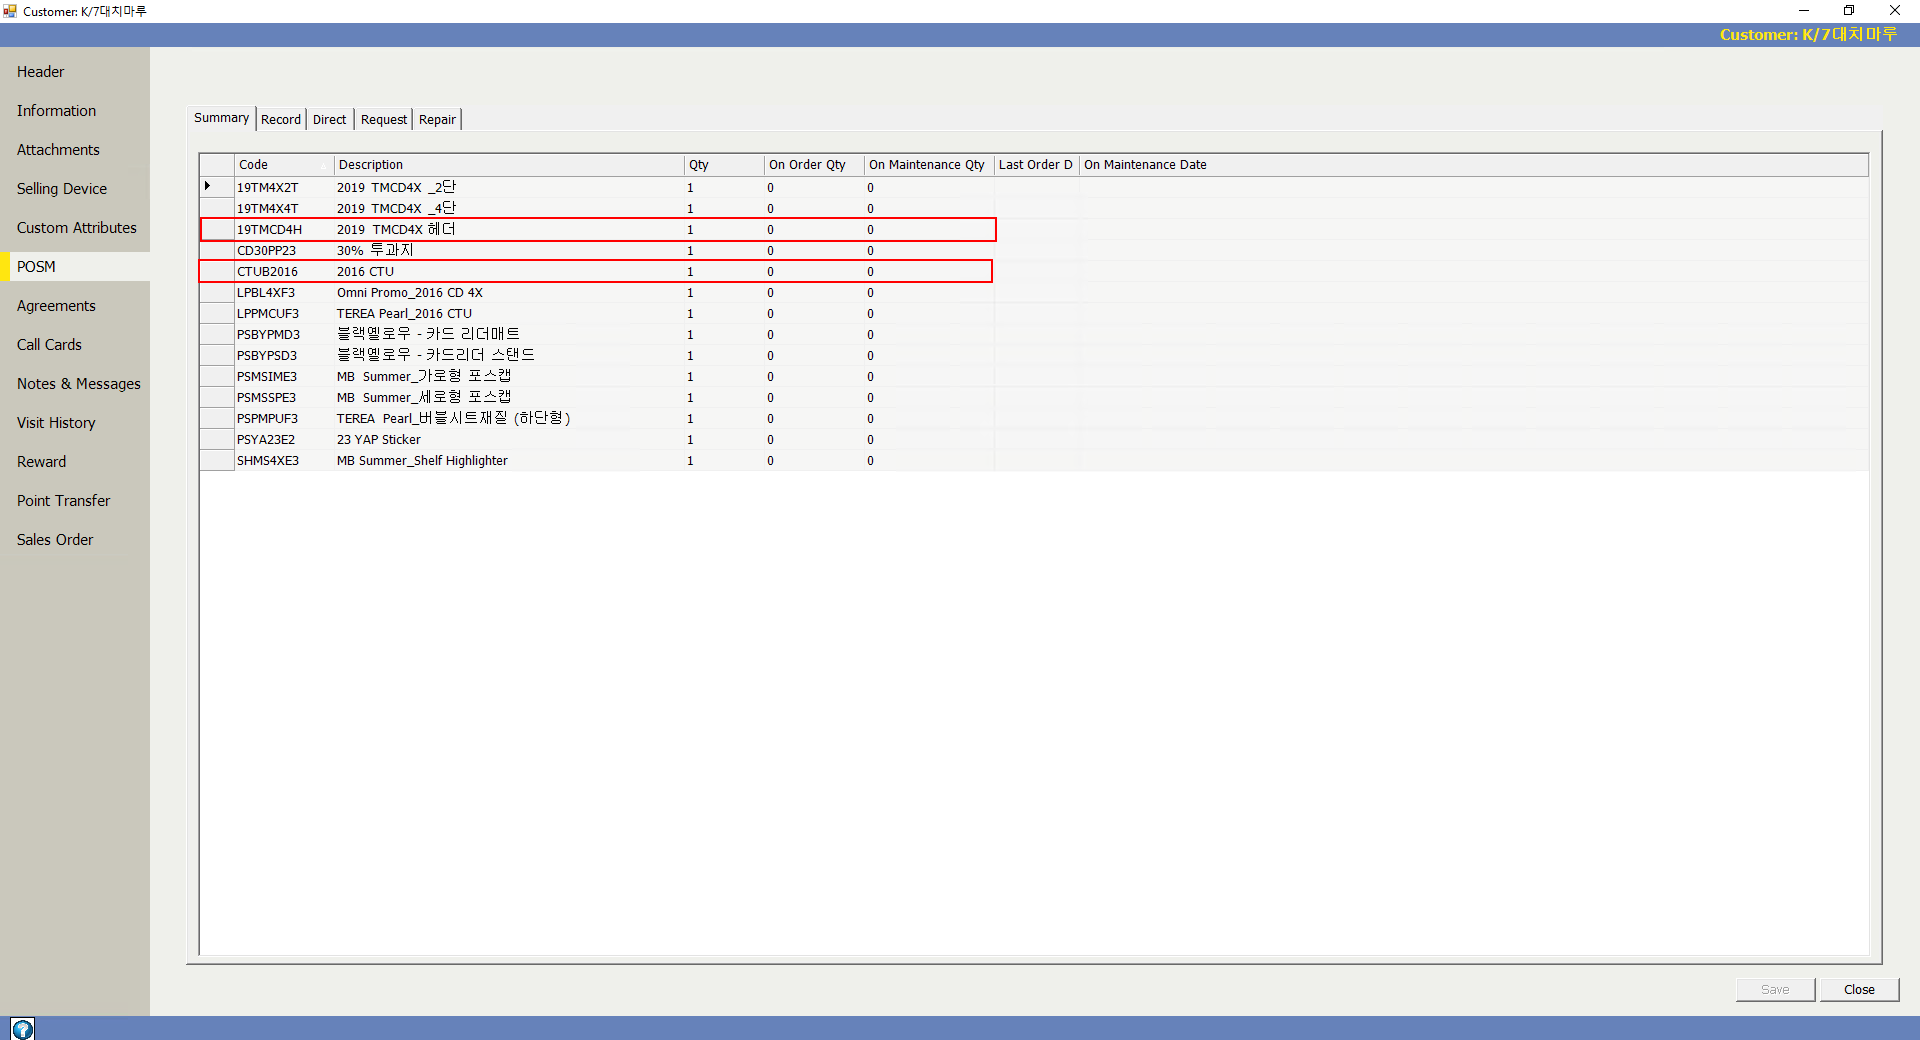 Customer: K/7대치마루
Customer: K/7대치마루
Header
Information
Attachments
Selling Device
Custom Attributes
POSM
Agreements
Call Cards
Notes & Messages
Visit History
Reward
Point Transfer
Sales Order
Summary Record Direct Request Repair
Code Description Qty On Order Qty On Maintenance Qty Last Order D On Maintenance Date
19TM4X2T 2019 TMCD4X _2단 1 0 0
19TM4X4T 2019 TMCD4X _4단 1 0 0
19TMCD4H 2019 TMCD4X 헤더 1 0 0
CD30PP23 30% 투과지 1 0 0
CTUB2016 2016 CTU 1 0 0
LPBL4XF3 Omni Promo_2016 CD 4X 1 0 0
LPPMCUF3 TEREA Pearl_2016 CTU 1 0 0
PSBYPMD3 블랙옐로우 - 카드 리더매트 1 0 0
PSBYPSD3 블랙옐로우 - 카드리더 스탠드 1 0 0
PSMSIME3 MB Summer_가로형 포스캡 1 0 0
PSMSSPE3 MB Summer_세로형 포스캡 1 0 0
PSPMPUF3 TEREA Pearl_버블시트재질 (하단형) 1 0 0
PSYA23E2 23 YAP Sticker 1 0 0
SHMS4XE3 MB Summer_Shelf Highlighter 1 0 0
Save Close
?